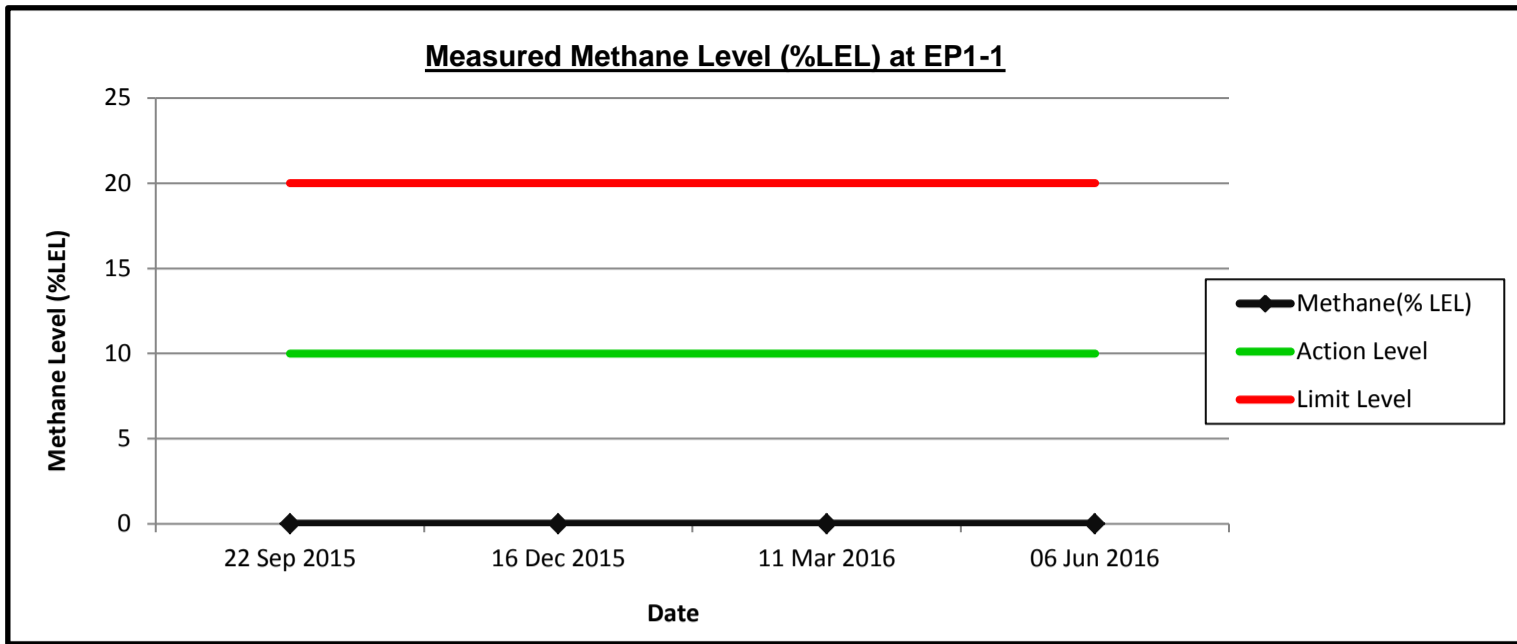 Measured Methane Level (%LEL) at EP1-1
25
20
15
10
5
0
Methane Level (%LEL)
22 Sep 2015
16 Dec 2015
11 Mar 2016
06 Jun 2016
Date
Methane(% LEL)
Action Level
Limit Level